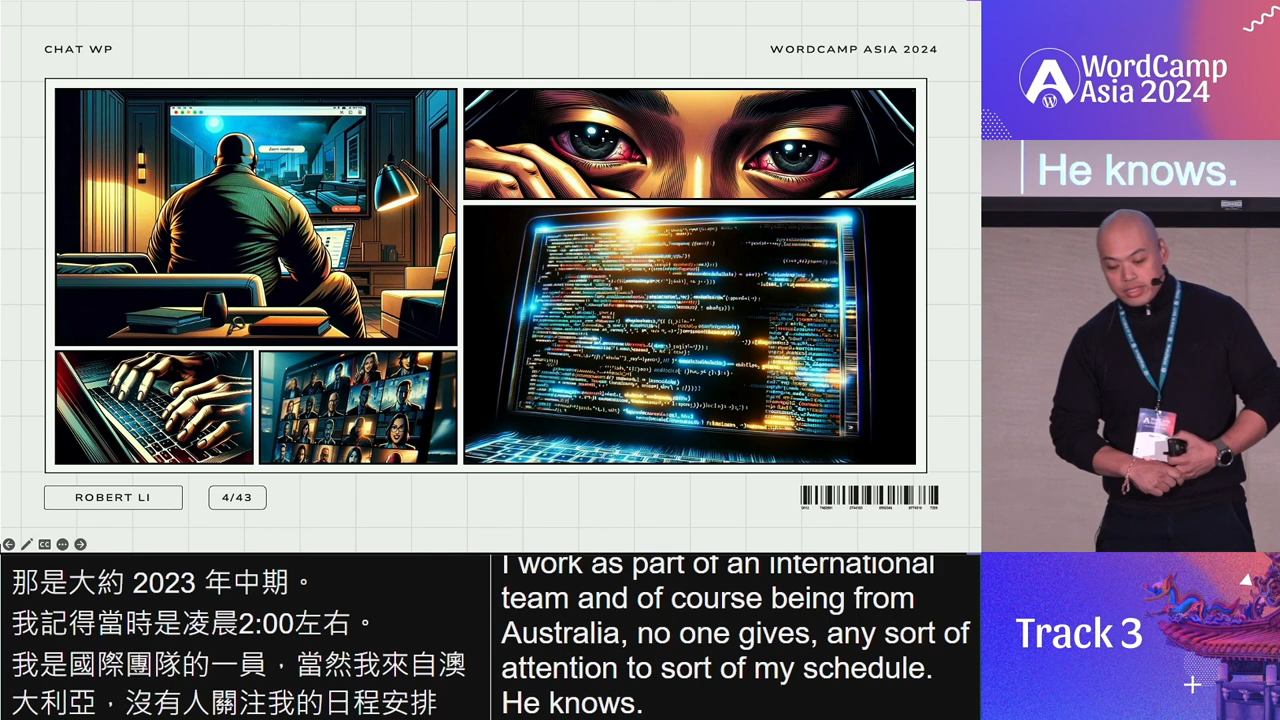 CHAT WP
WORDCAMP ASIA 2024
Zoom meeting
ROBERT LI
4/43
那是大約 2023 年中期。
我記得當時是凌晨2:00左右。
我是國際團隊的一員，當然我來自澳
大利亞，沒有人關注我的日程安排
I work as part of an international
team and of course being from
Australia, no one gives, any sort of
attention to sort of my schedule.
He knows.
WordCamp
Asia 2024
He knows.
Track 3